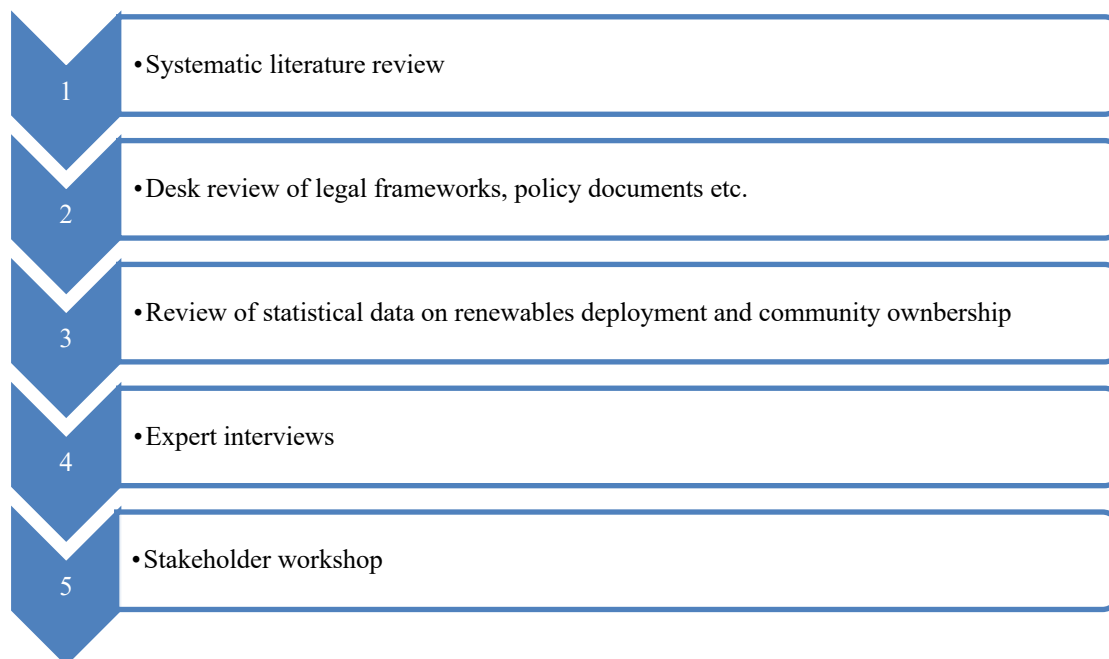 1
•Systematic literature review
2
•Desk review of legal frameworks, policy documents etc.
3
•Review of statistical data on renewables deployment and community ownbership
4
•Expert interviews
5
•Stakeholder workshop